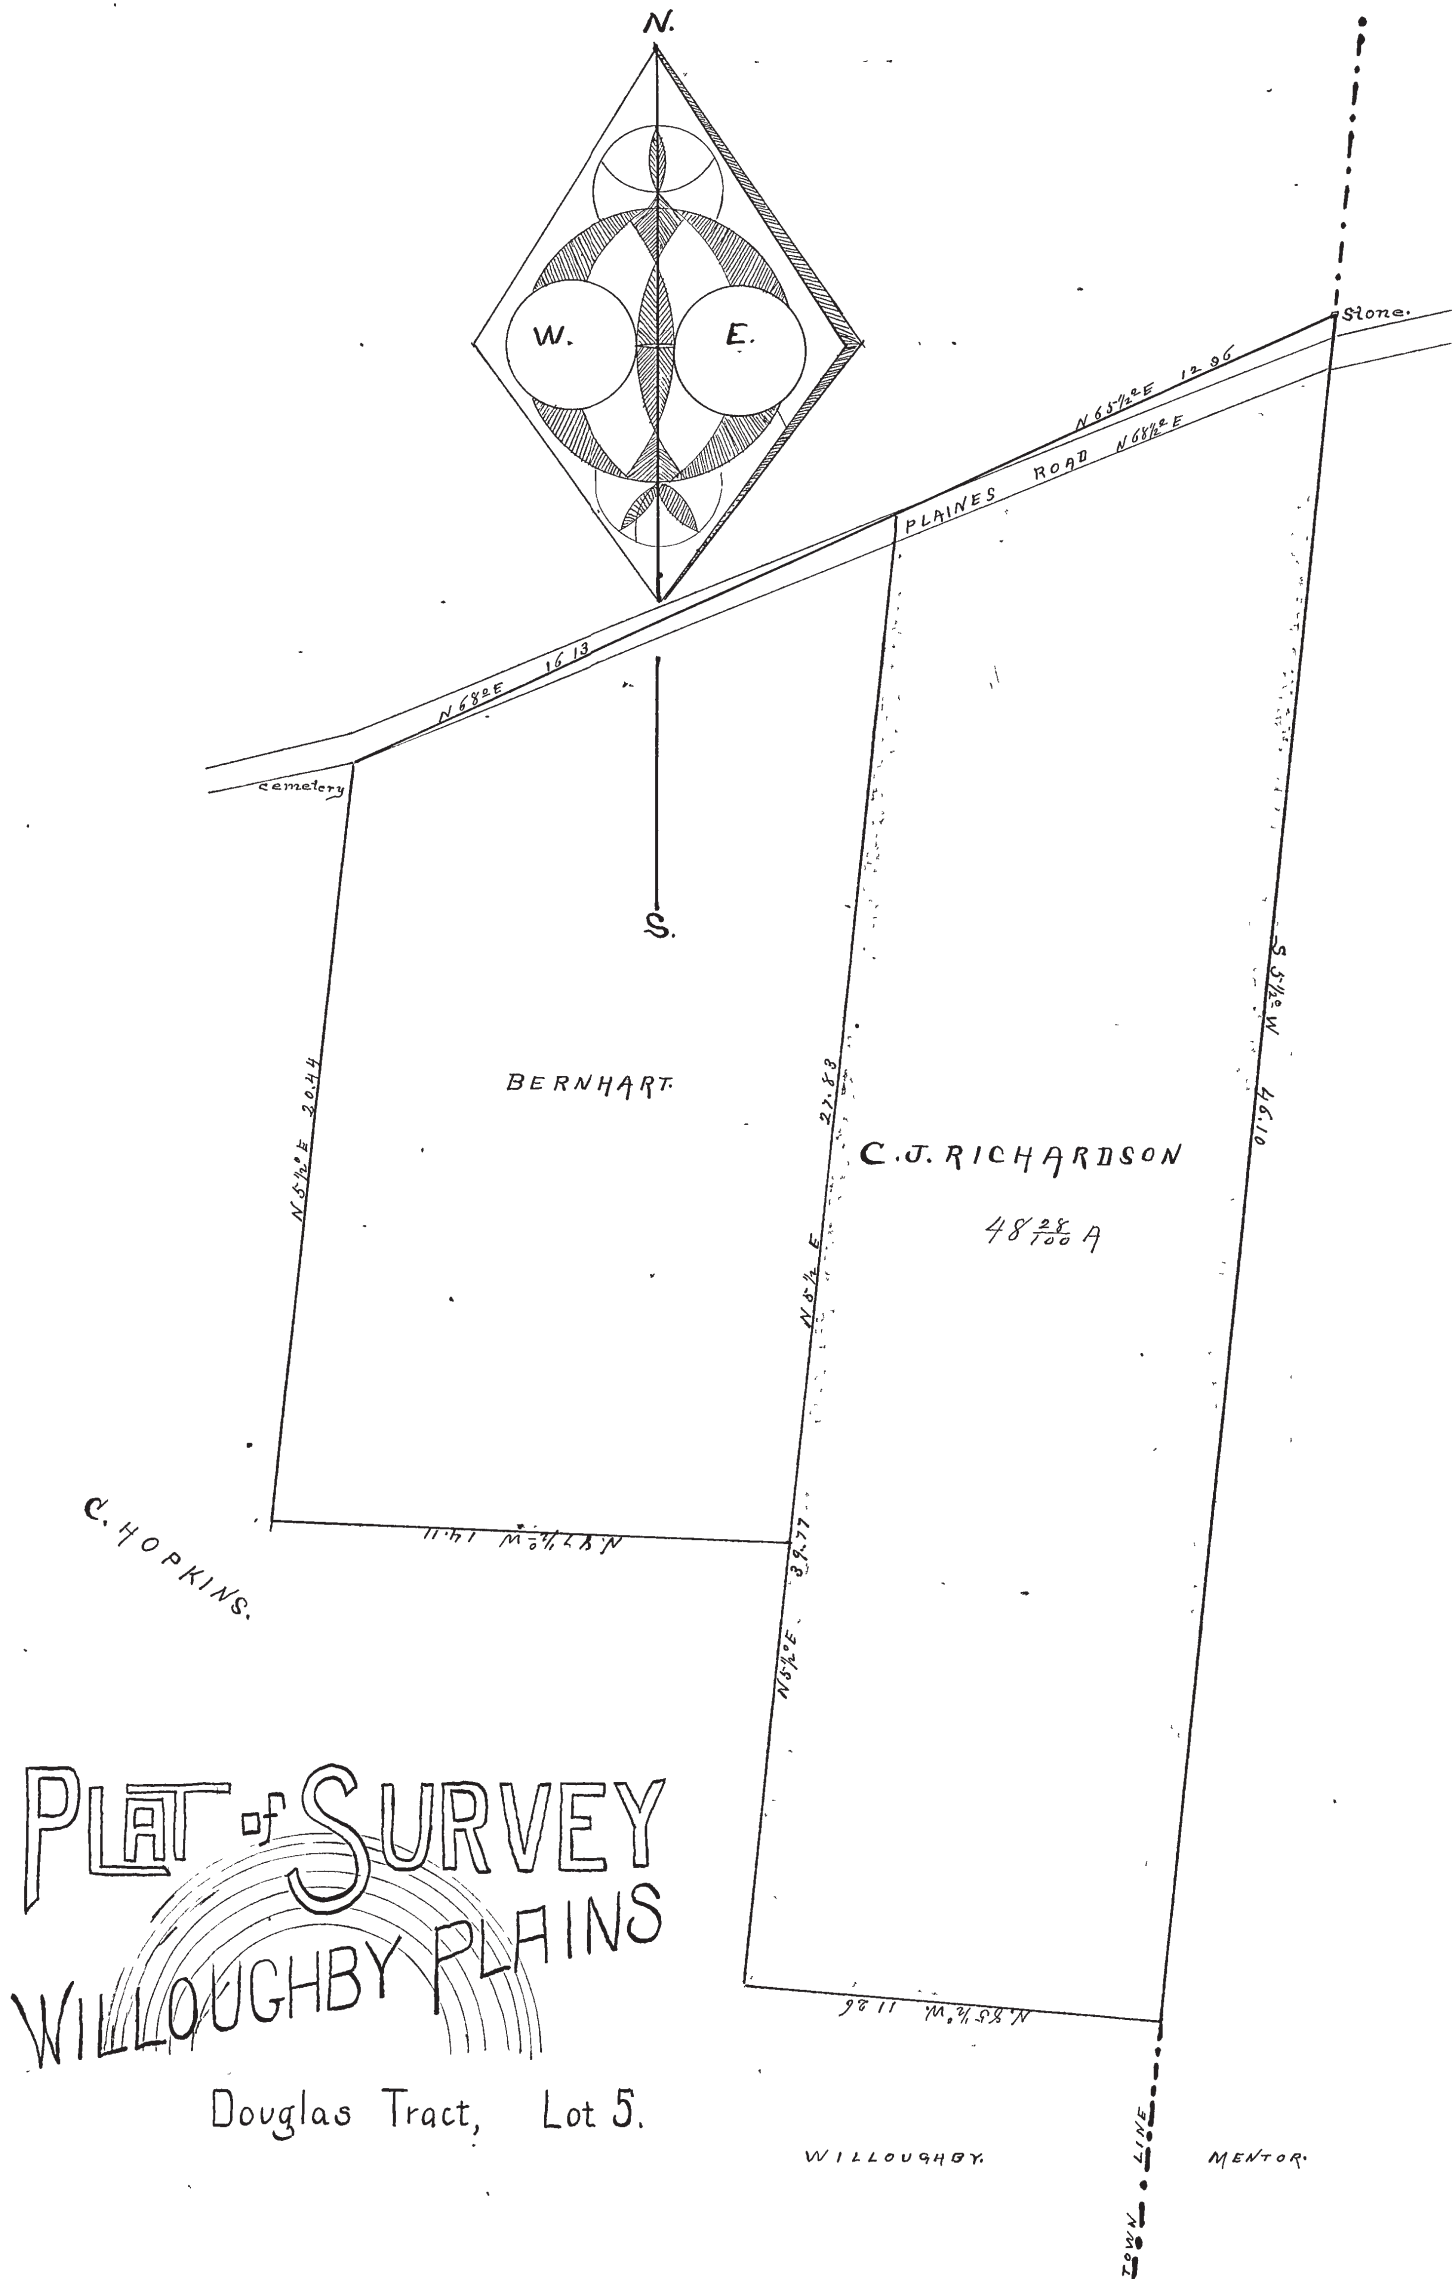 N.
W.
E.
Stone.
N 65½° E 12 96
PLAINES ROAD N 68½° E
N 68° E 16 13
cemetery
S.
S 5½° W 46.10
N 5½° E 20.44
BERNHART.
N 5½ E 27.83
C. J. RICHARDSON
48 28/100 A
C. HOPKINS.
N. 87½° W 14.11
N 5½° E 39.77
PLAT of SURVEY
WILLOUGHBY PLAINS
Douglas Tract, Lot 5.
N. 85½° W. 11 26
WILLOUGHBY.
TOWN LINE
MENTOR.